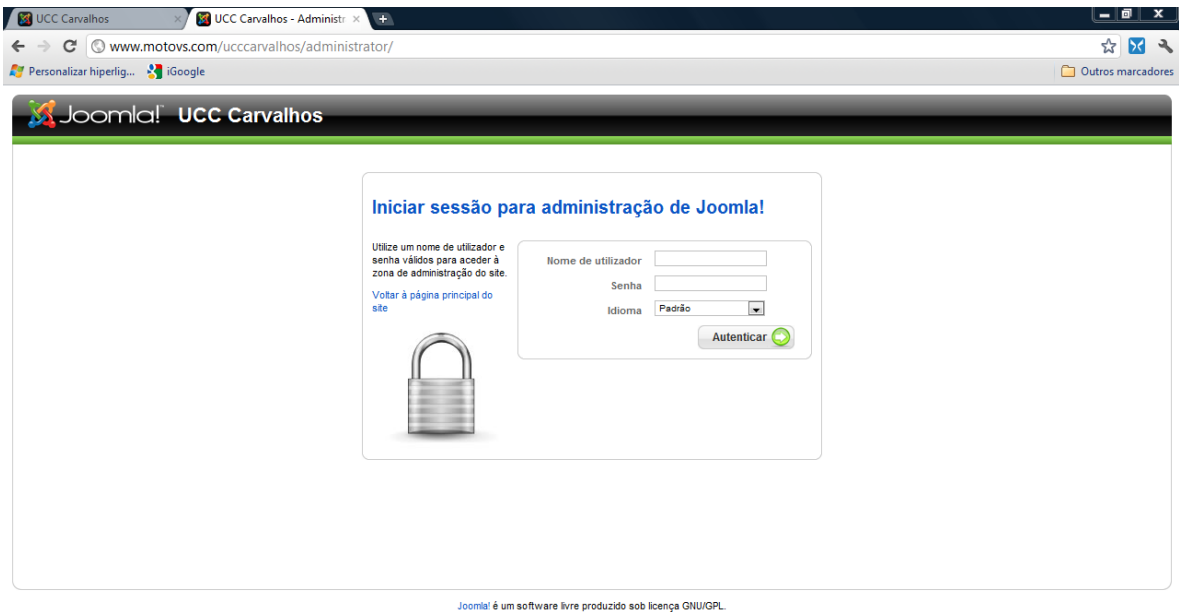 UCC Carvalhos
UCC Carvalhos - Administr
www.motovs.com/ucccarvalhos/administrator/
Personalizar hiperlig...
iGoogle
Outros marcadores
Joomla! UCC Carvalhos
Iniciar sessão para administração de Joomla!
Utilize um nome de utilizador e
senha válidos para aceder à
zona de administração do site.
Voltar à página principal do
site
Nome de utilizador
Senha
Idioma Padrão
Autenticar
Joomla! é um software livre produzido sob licença GNU/GPL.